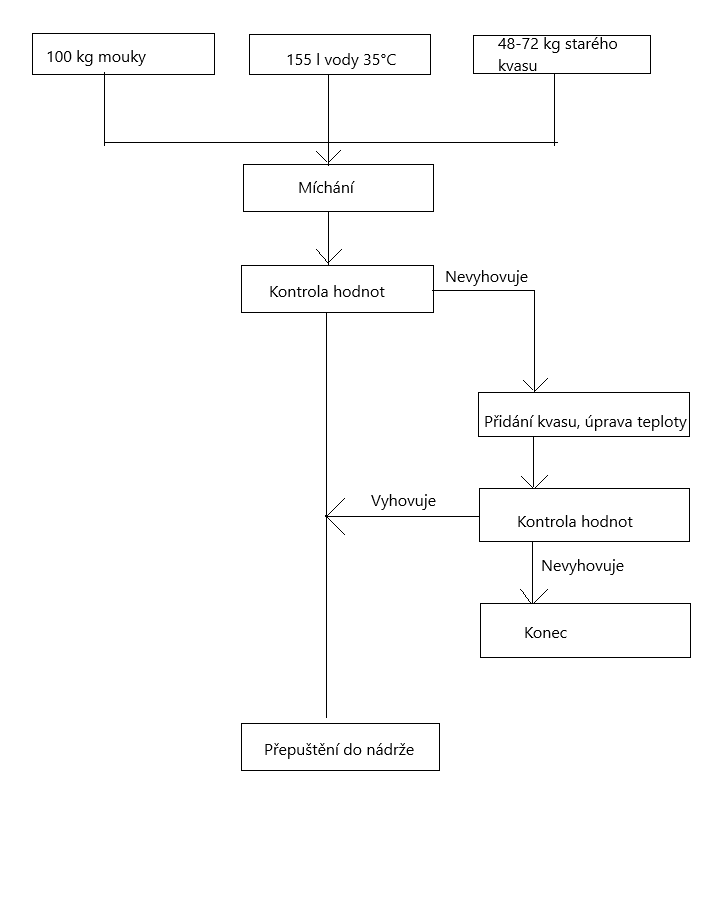 100 kg mouky
155 l vody 35°C
48-72 kg starého
kvasu
Míchání
Kontrola hodnot
Nevyhovuje
Přidání kvasu, úprava teploty
Vyhovuje
Kontrola hodnot
Nevyhovuje
Konec
Přepuštění do nádrže